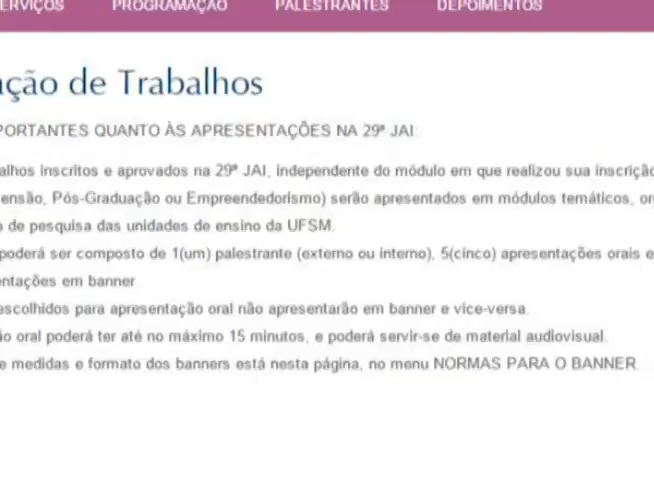 ERVIÇOS PROGRAMAÇÃO PALESTRANTES DEPOIMENTOS
ação de Trabalhos
PORTANTES QUANTO ÀS APRESENTAÇÕES NA 29ª JAI:
alhos inscritos e aprovados na 29ª JAI, independente do módulo em que realizou sua inscrição
ensão, Pós-Graduação ou Empreendedorismo) serão apresentados em módulos temáticos, or
o de pesquisa das unidades de ensino da UFSM.
poderá ser composto de 1(um) palestrante (externo ou interno), 5(cinco) apresentações orais e
entações em banner.
escolhidos para apresentação oral não apresentarão em banner e vice-versa.
ão oral poderá ter até no máximo 15 minutos, e poderá servir-se de material audiovisual.
e medidas e formato dos banners está nesta página, no menu NORMAS PARA O BANNER.